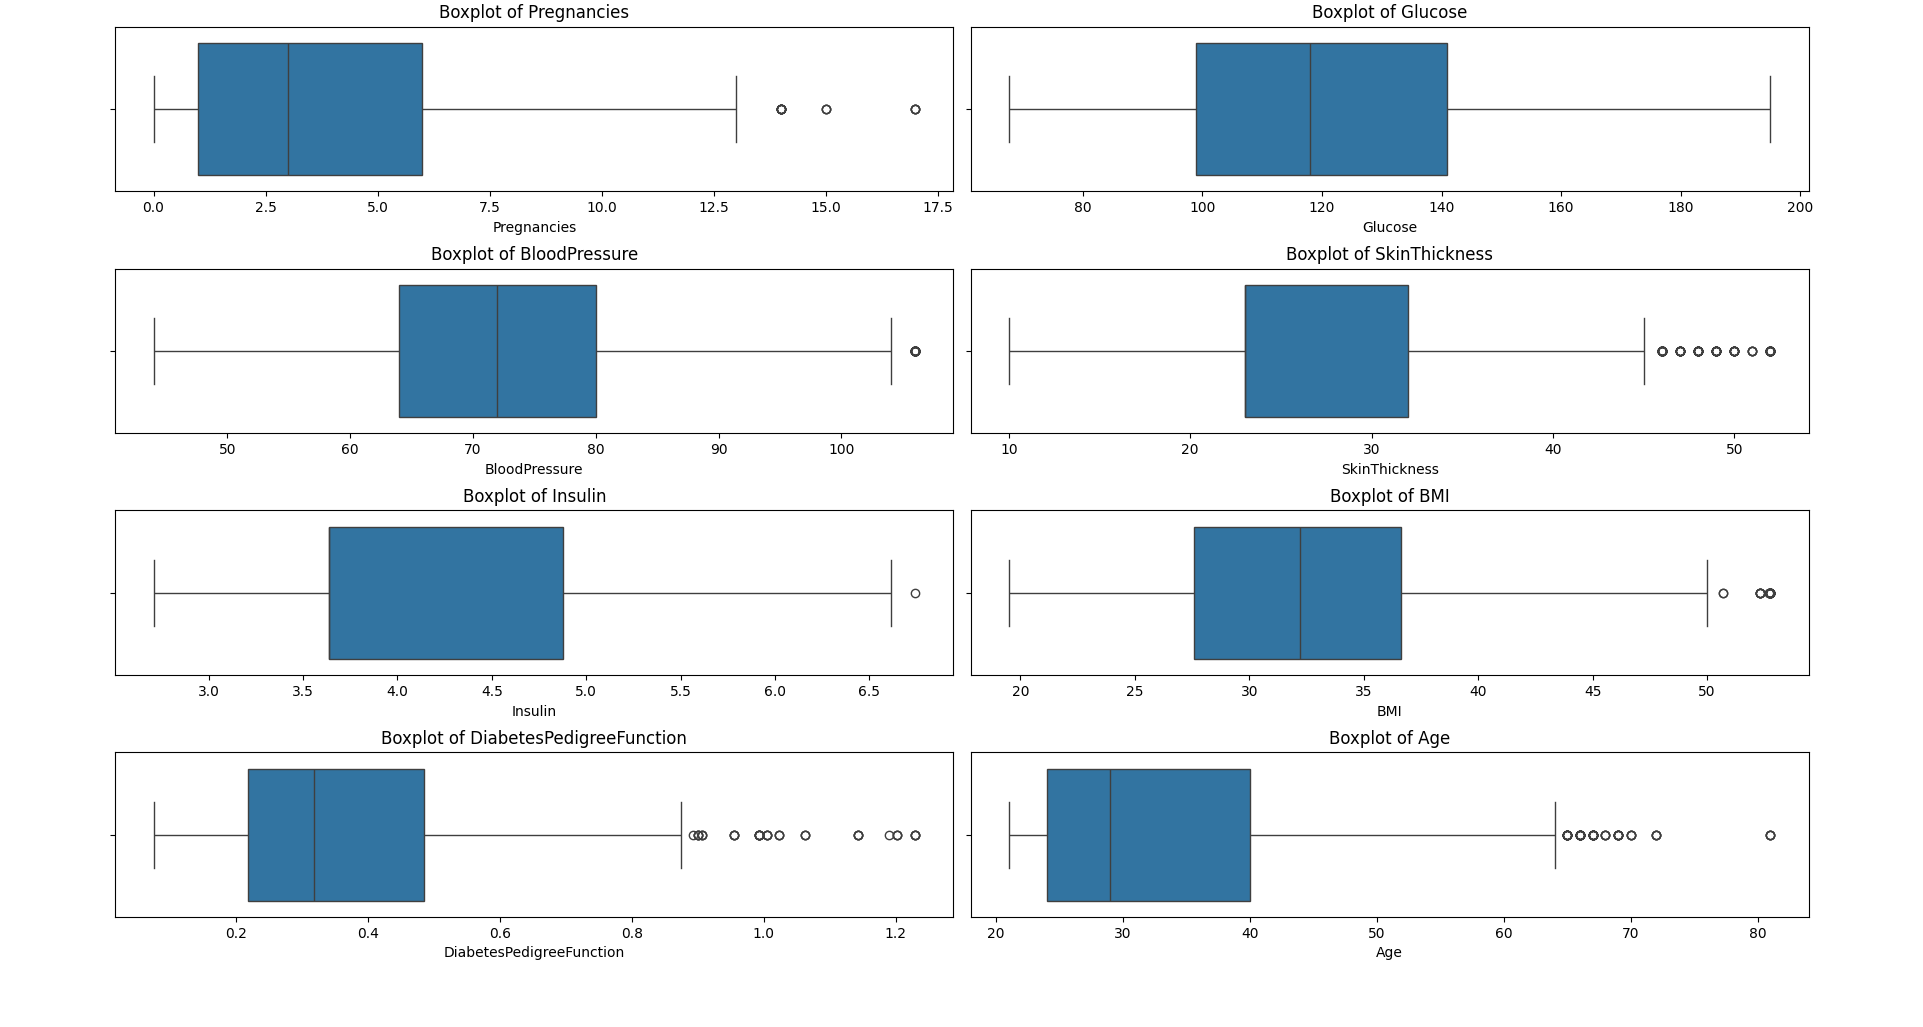 Boxplot of Pregnancies
0.0 2.5 5.0 7.5 10.0 12.5 15.0 17.5
Pregnancies
Boxplot of Glucose
80 100 120 140 160 180 200
Glucose
Boxplot of BloodPressure
50 60 70 80 90 100
BloodPressure
Boxplot of SkinThickness
10 20 30 40 50
SkinThickness
Boxplot of Insulin
3.0 3.5 4.0 4.5 5.0 5.5 6.0 6.5
Insulin
Boxplot of BMI
20 25 30 35 40 45 50
BMI
Boxplot of DiabetesPedigreeFunction
0.2 0.4 0.6 0.8 1.0 1.2
DiabetesPedigreeFunction
Boxplot of Age
20 30 40 50 60 70 80
Age